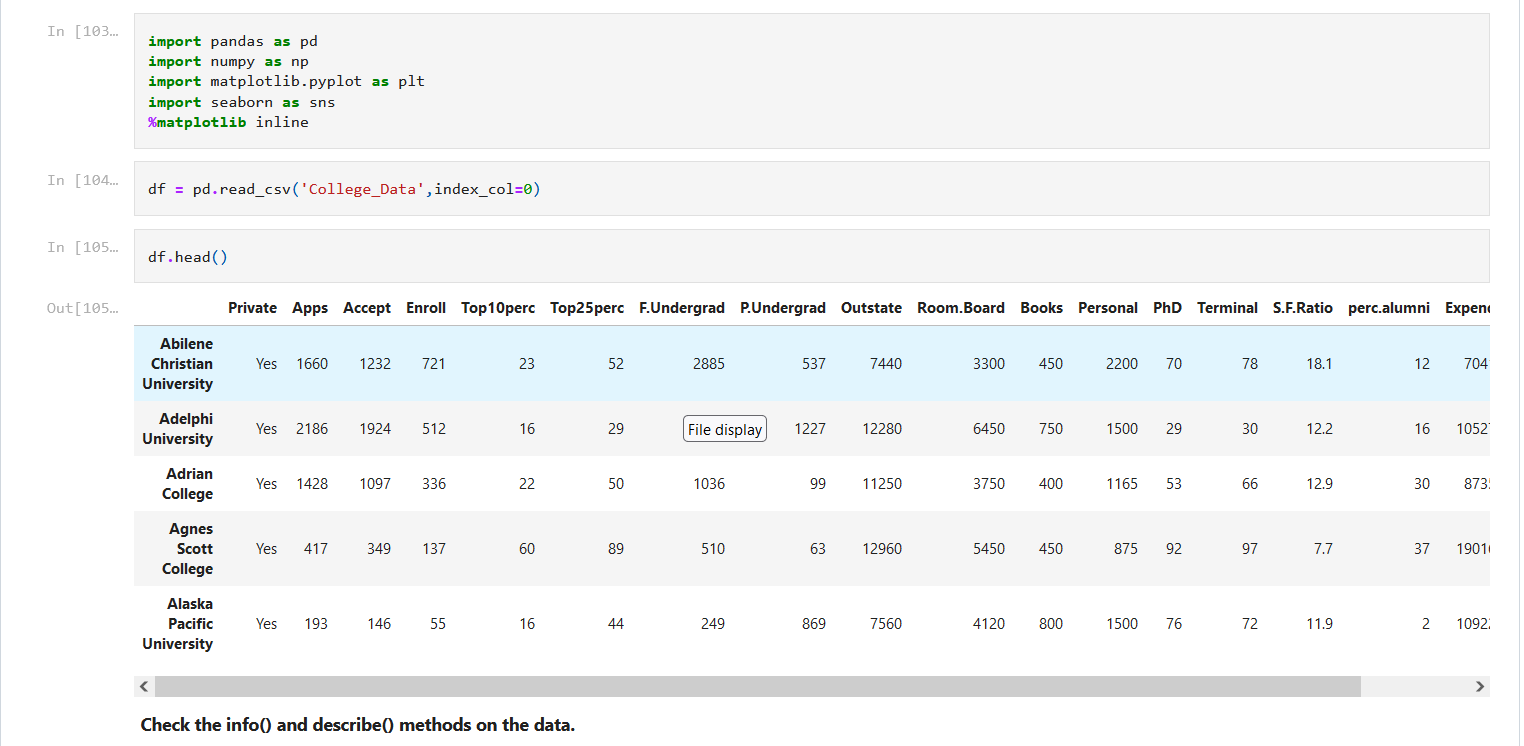 In [103…
import pandas as pd
import numpy as np
import matplotlib.pyplot as plt
import seaborn as sns
%matplotlib inline
In [104…
df = pd.read_csv('College_Data',index_col=0)
In [105…
df.head()
Out[105…
Private Apps Accept Enroll Top10perc Top25perc F.Undergrad P.Undergrad Outstate Room.Board Books Personal PhD Terminal S.F.Ratio perc.alumni Expen
Abilene
Christian
University
Yes 1660 1232 721 23 52 2885 537 7440 3300 450 2200 70 78 18.1 12 704
Adelphi
University
Yes 2186 1924 512 16 29 File display 1227 12280 6450 750 1500 29 30 12.2 16 1052
Adrian
College
Yes 1428 1097 336 22 50 1036 99 11250 3750 400 1165 53 66 12.9 30 873
Agnes
Scott
College
Yes 417 349 137 60 89 510 63 12960 5450 450 875 92 97 7.7 37 1901
Alaska
Pacific
University
Yes 193 146 55 16 44 249 869 7560 4120 800 1500 76 72 11.9 2 1092
Check the info() and describe() methods on the data.